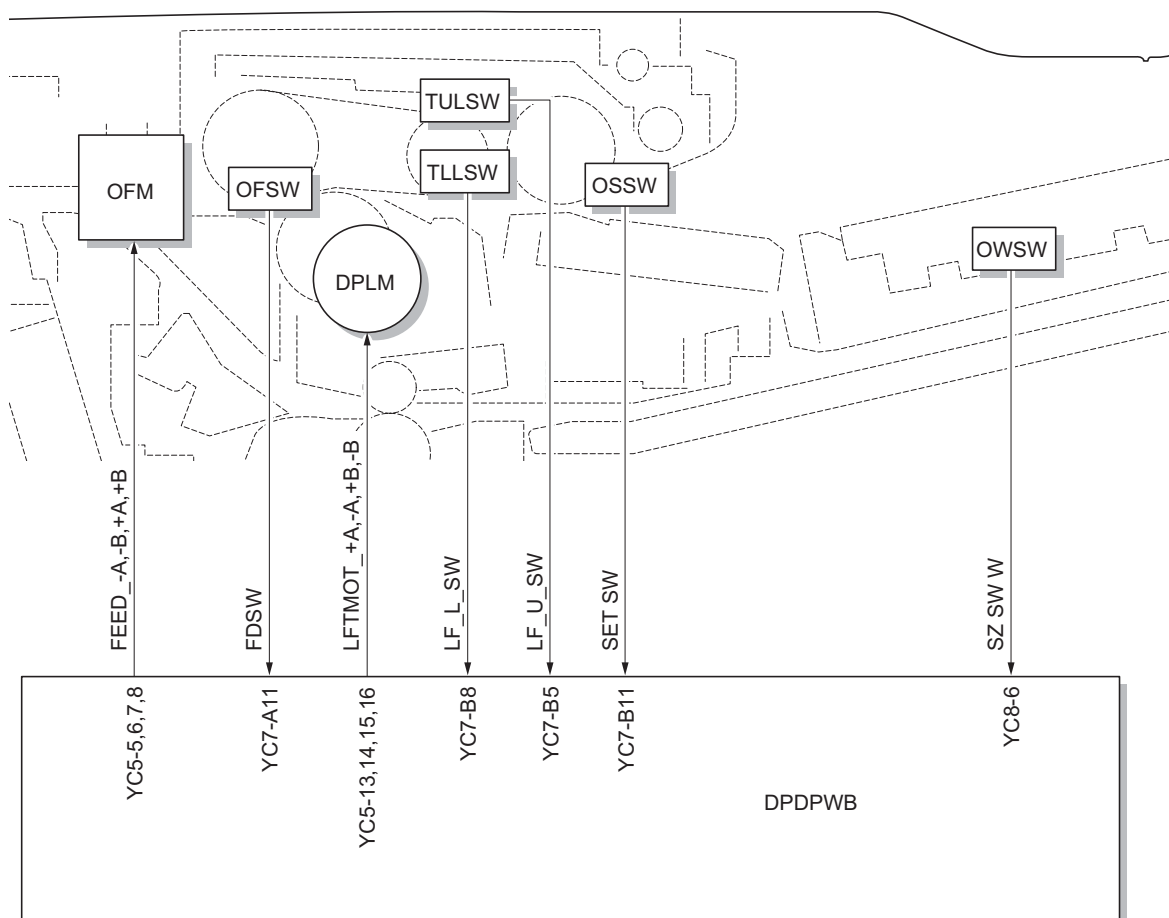 TULSW
TLLSW
OFM
OFSW
OSSW
DPLM
OWSW
FEED_-A,-B,+A,+B
FDSW
LFTMOT_+A,-A,+B,-B
LF_L_SW
LF_U_SW
SET SW
SZ SW W
YC5-5,6,7,8
YC7-A11
YC5-13,14,15,16
YC7-B8
YC7-B5
YC7-B11
YC8-6
DPDPWB